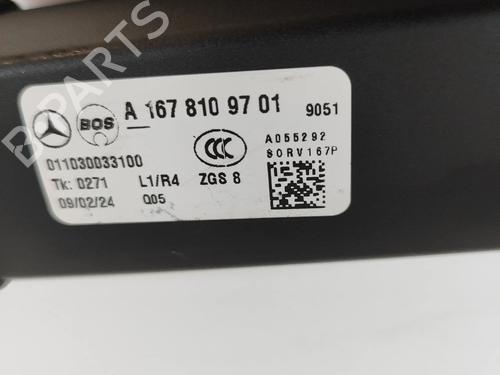 B-PARTS
BOS
A 167 810 97 01
9051
CCC
A055292
011030033100
80RV167P
Tk: 0271
L1/R4
ZGS 8
09/02/24
Q05